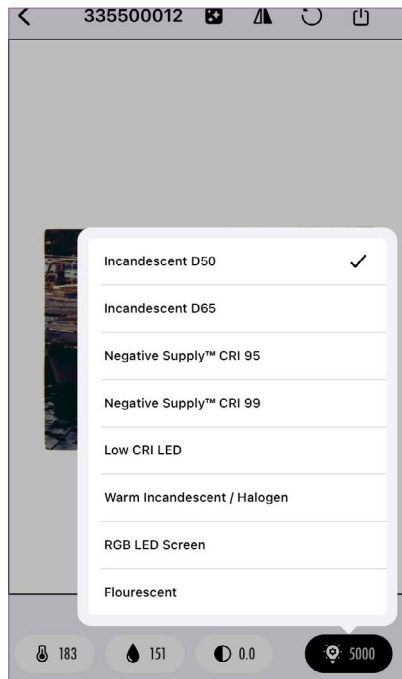 335500012
Incandescent D50
Incandescent D65
Negative Supply™ CRI 95
Negative Supply™ CRI 99
Low CRI LED
Warm Incandescent / Halogen
RGB LED Screen
Flourescent
183 151 0.0 5000